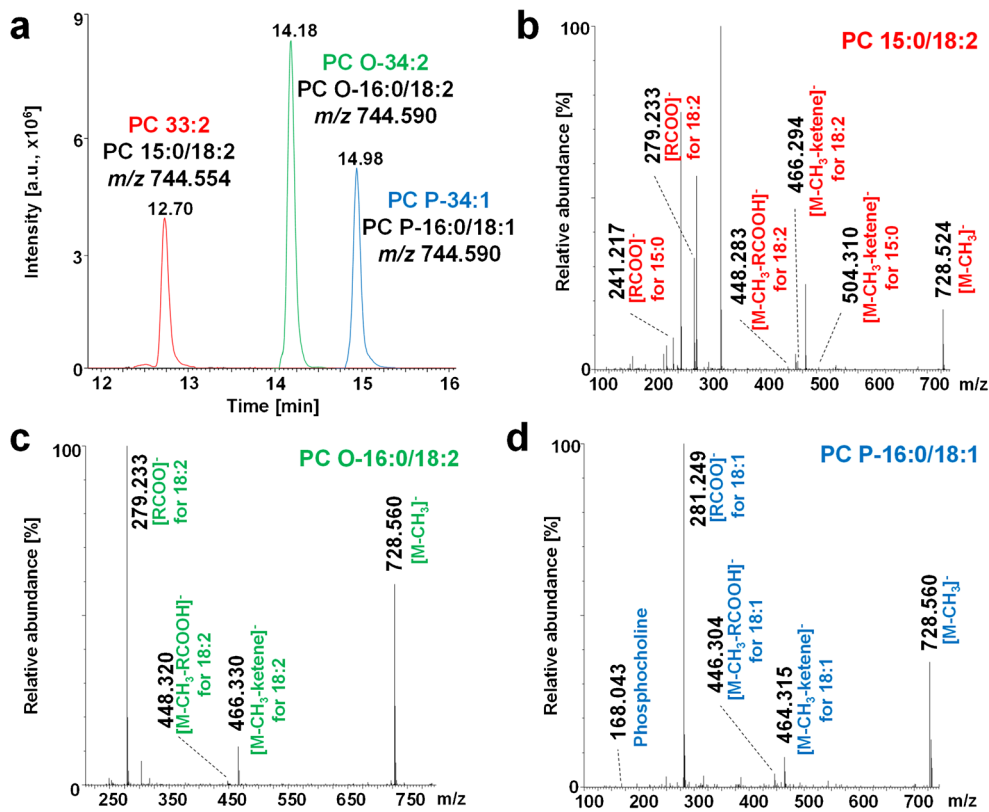 a
9
6
3
0
Intensity [a.u., x10⁶]
12
13
14
15
16
Time [min]
PC 33:2
PC 15:0/18:2
m/z 744.554
12.70
14.18
PC O-34:2
PC O-16:0/18:2
m/z 744.590
14.98
PC P-34:1
PC P-16:0/18:1
m/z 744.590
b
PC 15:0/18:2
100
0
Relative abundance [%]
241.217
[RCOO]⁻
for 15:0
279.233
[RCOO]⁻
for 18:2
448.283
[M-CH₃-RCOOH]⁻
for 18:2
466.294
[M-CH₃-ketene]⁻
for 18:2
504.310
[M-CH₃-ketene]⁻
for 15:0
728.524
[M-CH₃]⁻
100
200
300
400
500
600
700
m/z
c
PC O-16:0/18:2
100
0
Relative abundance [%]
279.233
[RCOO]⁻
for 18:2
448.320
[M-CH₃-RCOOH]⁻
for 18:2
466.330
[M-CH₃-ketene]⁻
for 18:2
728.560
[M-CH₃]⁻
250
350
450
550
650
750
m/z
d
PC P-16:0/18:1
100
0
Relative abundance [%]
168.043
Phosphocholine
281.249
[RCOO]⁻
for 18:1
446.304
[M-CH₃-RCOOH]⁻
for 18:1
464.315
[M-CH₃-ketene]⁻
for 18:1
728.560
[M-CH₃]⁻
100
200
300
400
500
600
700
m/z